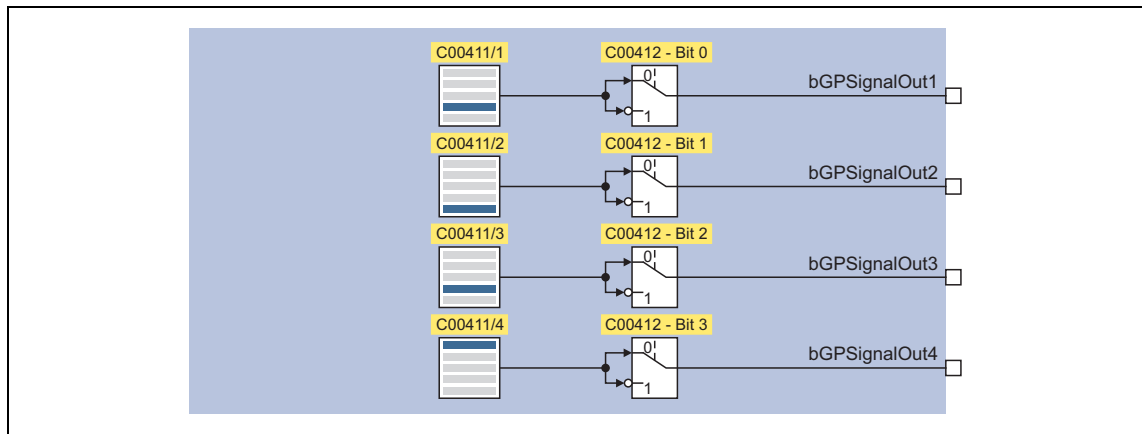 C00411/1 C00412 - Bit 0
0
bGPSignalOut1
1
C00411/2 C00412 - Bit 1
0
bGPSignalOut2
1
C00411/3 C00412 - Bit 2
0
bGPSignalOut3
1
C00411/4 C00412 - Bit 3
0
bGPSignalOut4
1